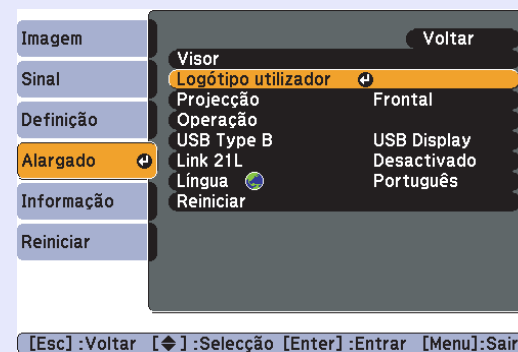 Imagem
Sinal
Definição
Alargado
Informação
Reiniciar
Voltar
Visor
Logótipo utilizador
Projecção Frontal
Operação
USB Type B USB Display
Link 21L Desactivado
Língua Português
Reiniciar
[Esc] :Voltar [ ] :Selecção [Enter] :Entrar [Menu]:Sair